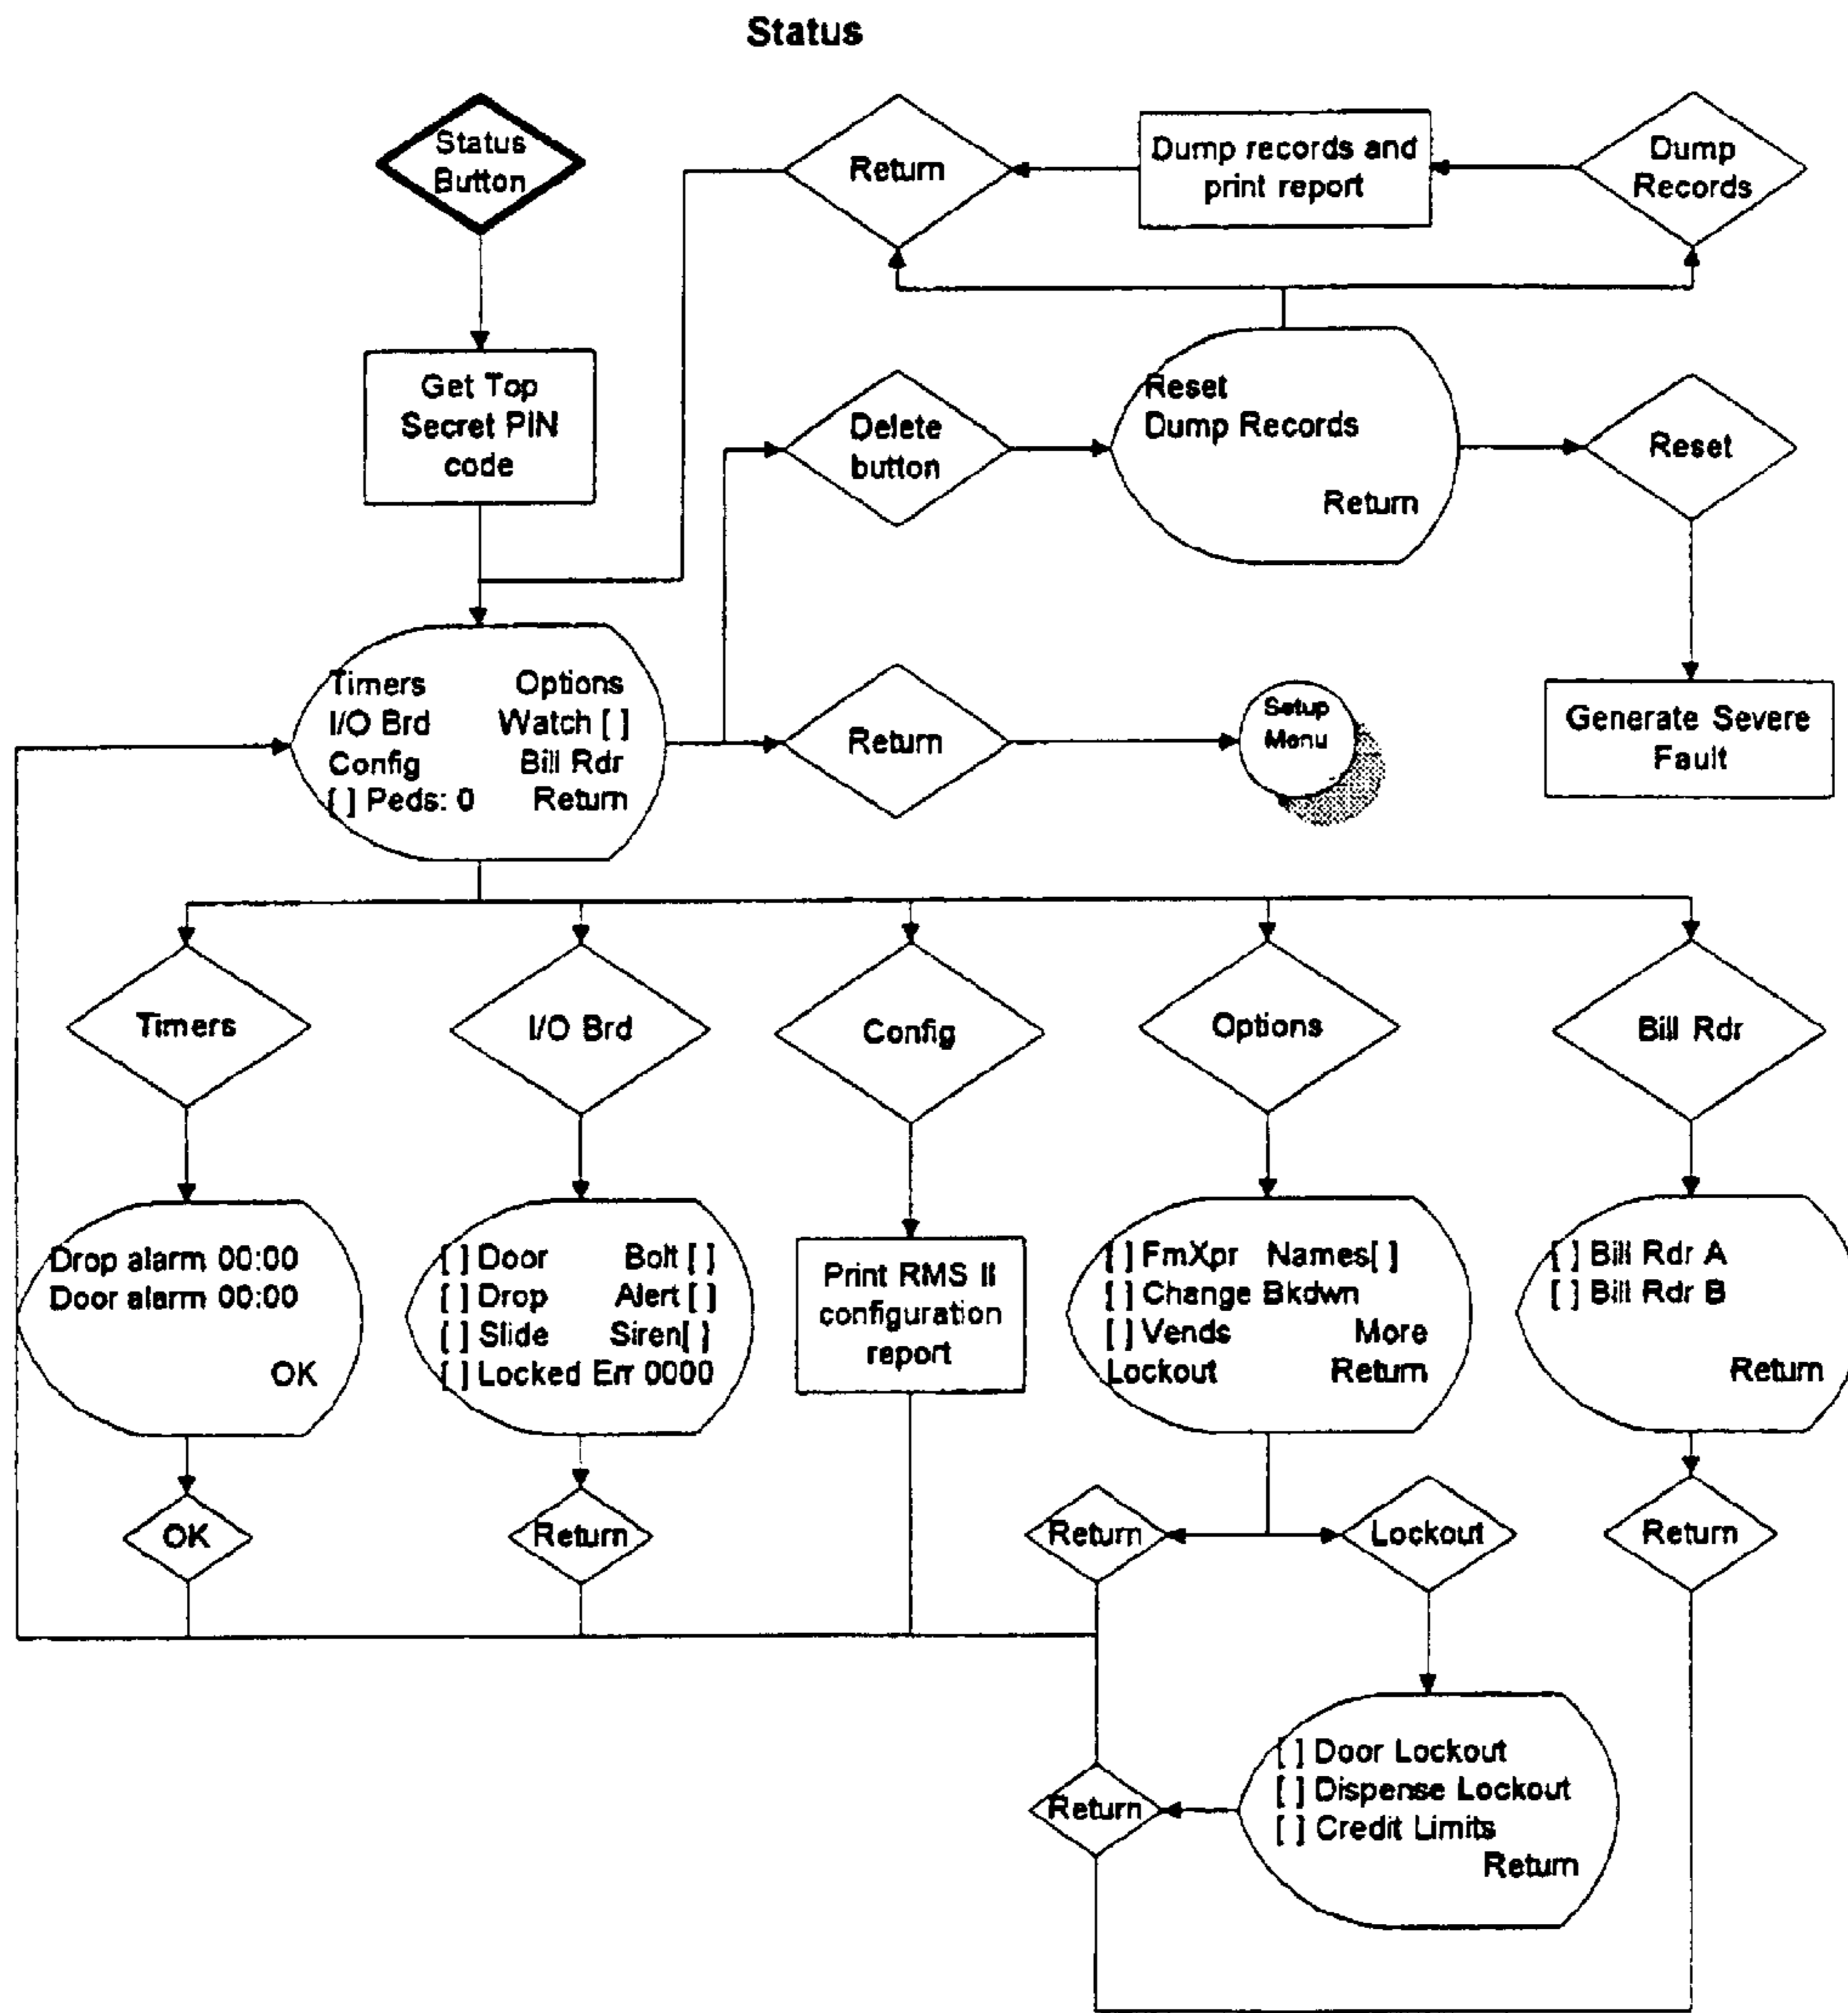 Status
Status
Button
Return
Dump records and
print report
Dump
Records
Get Top
Secret PIN
code
Delete
button
Reset
Dump Records
Return
Reset
Timers Options
I/O Brd Watch [ ]
Config Bill Rdr
[ ] Peds: 0 Return
Return
Setup
Menu
Generate Severe
Fault
Timers
I/O Brd
Config
Options
Bill Rdr
Drop alarm 00:00
Door alarm 00:00
OK
[ ] Door Bolt [ ]
[ ] Drop Alert [ ]
[ ] Slide Siren[ ]
[ ] Locked Err 0000
Print RMS II
configuration
report
[ ] FmXpr Names[ ]
[ ] Change Bkdwn
[ ] Vends More
Lockout Return
[ ] Bill Rdr A
[ ] Bill Rdr B
Return
OK
Return
Return
Lockout
Return
Return
[ ] Door Lockout
[ ] Dispense Lockout
[ ] Credit Limits
Return